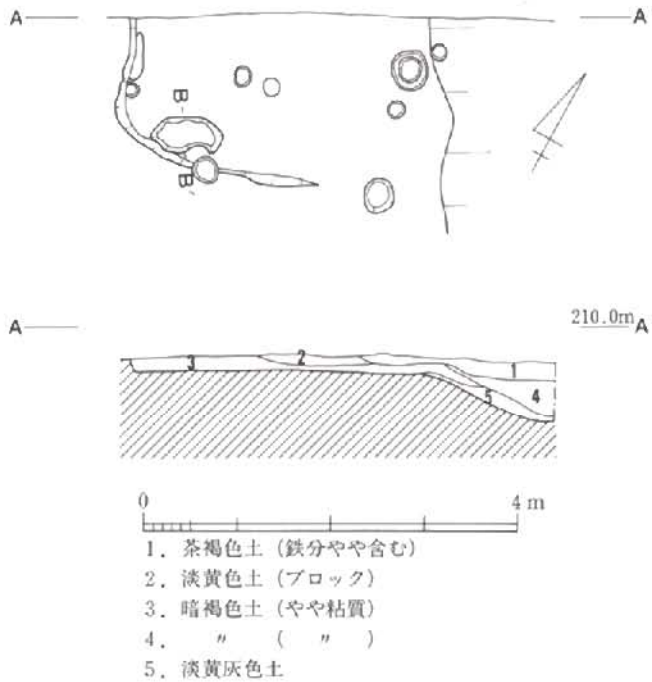 A A
B
B
A 210.0m A
3 2 1
5 4
0 4 m
1. 茶褐色土 (鉄分やや含む)
2. 淡黄色土 (ブロック)
3. 暗褐色土 (やや粘質)
4. 〃 ( 〃 )
5. 淡黄灰色土